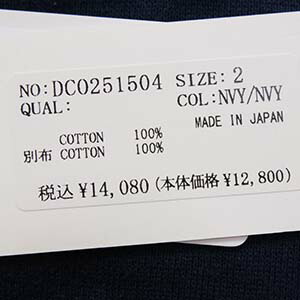 NO:DC0251504 SIZE:2
QUAL: COL:NVY/NVY
MADE IN JAPAN
COTTON 100%
別布 COTTON 100%
税込 ¥14,080 (本体価格 ¥12,800)